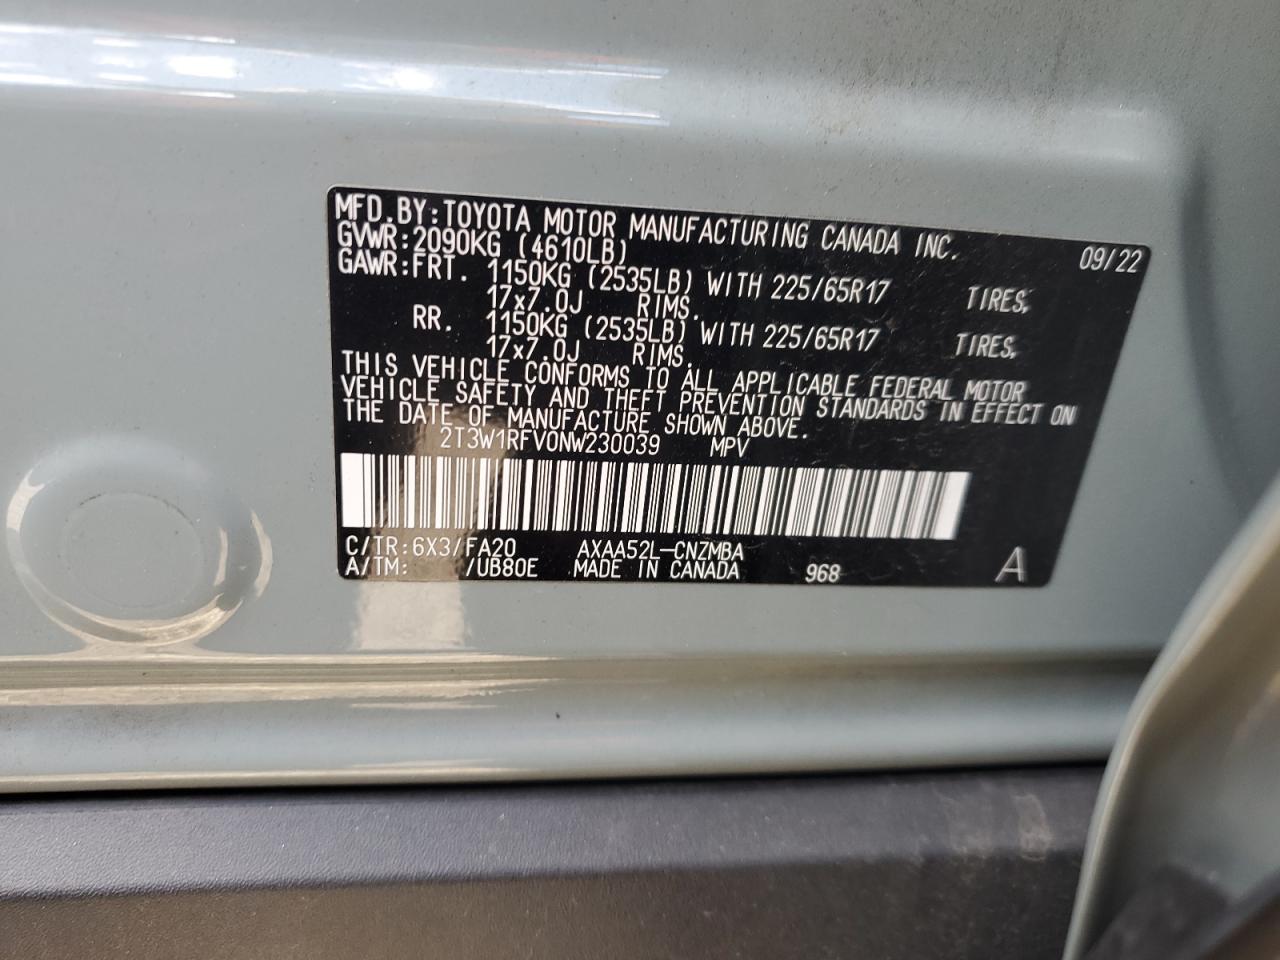 MFD.BY:TOYOTA MOTOR MANUFACTURING CANADA INC. 09/22
GVWR:2090KG (4610LB)
GAWR:FRT. 1150KG (2535LB) WITH 225/65R17 TIRES,
17x7.0J RIMS.
RR. 1150KG (2535LB) WITH 225/65R17 TIRES,
17x7.0J RIMS.
THIS VEHICLE CONFORMS TO ALL APPLICABLE FEDERAL MOTOR
VEHICLE SAFETY AND THEFT PREVENTION STANDARDS IN EFFECT ON
THE DATE OF MANUFACTURE SHOWN ABOVE.
2T3W1RFV0NW230039 MPV
C/TR:6X3/FA20 AXAA52L-CNZMBA
A/TM: /UB80E MADE IN CANADA 968 A